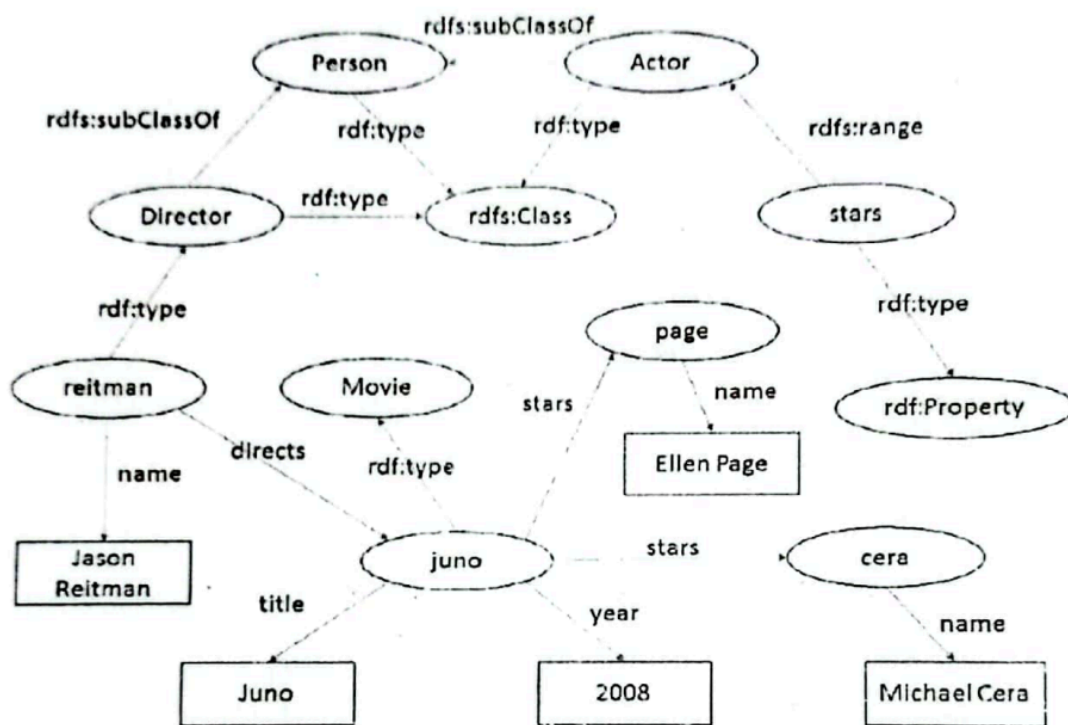 rdfs:subClassOf
Person
Actor
rdfs:subClassOf
rdf:type
rdf:type
rdfs:range
Director
rdf:type
rdfs:Class
stars
rdf:type
page
rdf:type
reitman
Movie
stars
name
rdf:Property
directs
rdf:type
Ellen Page
name
Jason
Reitman
juno
stars
cera
title
year
name
Juno
2008
Michael Cera